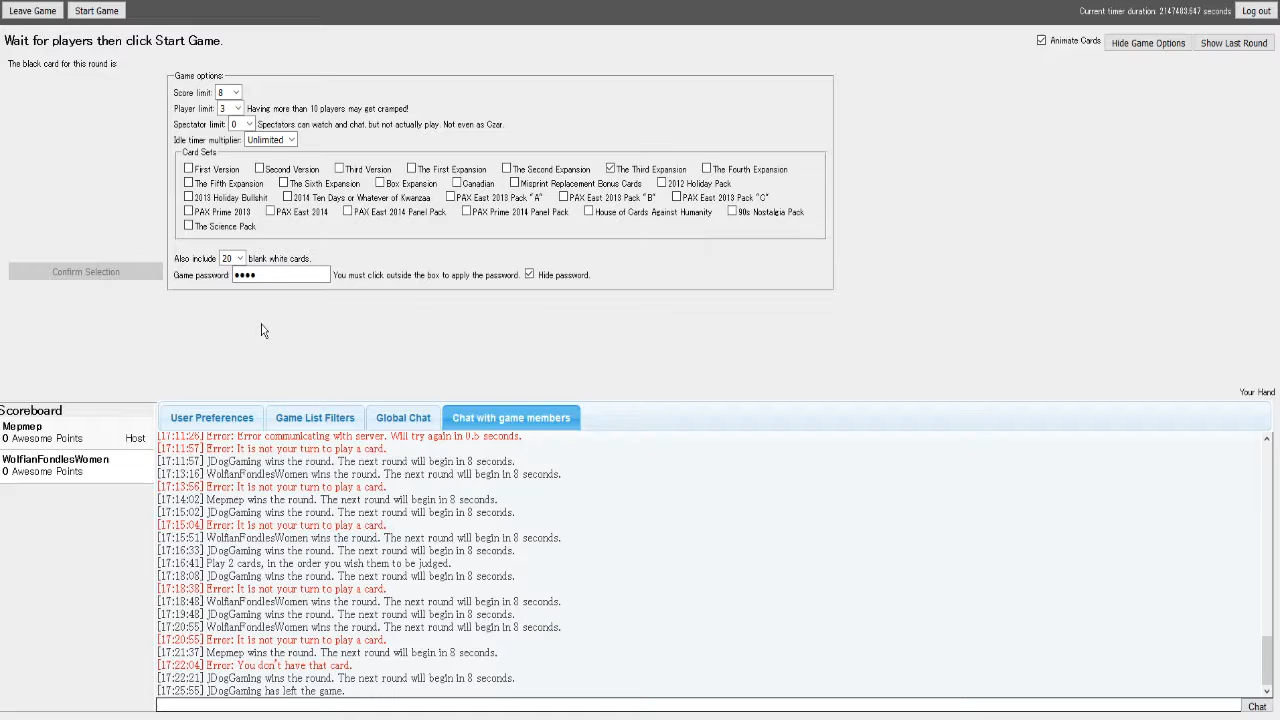 Leave Game Start Game Current timer duration: 2147483.647 seconds Log out
Wait for players then click Start Game. Animate Cards Hide Game Options Show Last Round
The black card for this round is:
Game options:
Score limit: 8
Player limit: 3 Having more than 10 players may get cramped!
Spectator limit: 0 Spectators can watch and chat, but not actually play. Not even as Czar.
Idle timer multiplier: Unlimited
Card Sets
First Version Second Version Third Version The First Expansion The Second Expansion The Third Expansion The Fourth Expansion
The Fifth Expansion The Sixth Expansion Box Expansion Canadian Misprint Replacement Bonus Cards 2012 Holiday Pack
2013 Holiday Bullshit 2014 Ten Days or Whatever of Kwanzaa PAX East 2013 Pack "A" PAX East 2013 Pack "B" PAX East 2013 Pack "C"
PAX Prime 2013 PAX East 2014 PAX East 2014 Panel Pack PAX Prime 2014 Panel Pack House of Cards Against Humanity 90s Nostalgia Pack
The Science Pack
Also include 20 blank white cards.
Confirm Selection
Game password: •••• You must click outside the box to apply the password. Hide password.
Your Hand
Scoreboard
Mepmep
0 Awesome Points Host
WolfianFondlesWomen
0 Awesome Points
User Preferences Game List Filters Global Chat Chat with game members
[17:11:26] Error: Error communicating with server. Will try again in 0.5 seconds.
[17:11:57] Error: It is not your turn to play a card.
[17:11:57] JDogGaming wins the round. The next round will begin in 8 seconds.
[17:13:16] WolfianFondlesWomen wins the round. The next round will begin in 8 seconds.
[17:13:56] Error: It is not your turn to play a card.
[17:14:02] Mepmep wins the round. The next round will begin in 8 seconds.
[17:15:02] JDogGaming wins the round. The next round will begin in 8 seconds.
[17:15:04] Error: It is not your turn to play a card.
[17:15:51] WolfianFondlesWomen wins the round. The next round will begin in 8 seconds.
[17:16:33] JDogGaming wins the round. The next round will begin in 8 seconds.
[17:16:41] Play 2 cards, in the order you wish them to be judged.
[17:18:08] JDogGaming wins the round. The next round will begin in 8 seconds.
[17:18:38] Error: It is not your turn to play a card.
[17:18:48] WolfianFondlesWomen wins the round. The next round will begin in 8 seconds.
[17:19:48] JDogGaming wins the round. The next round will begin in 8 seconds.
[17:20:55] WolfianFondlesWomen wins the round. The next round will begin in 8 seconds.
[17:20:55] Error: It is not your turn to play a card.
[17:21:37] Mepmep wins the round. The next round will begin in 8 seconds.
[17:22:04] Error: You don't have that card.
[17:22:21] JDogGaming wins the round. The next round will begin in 8 seconds.
[17:25:55] JDogGaming has left the game.
Chat